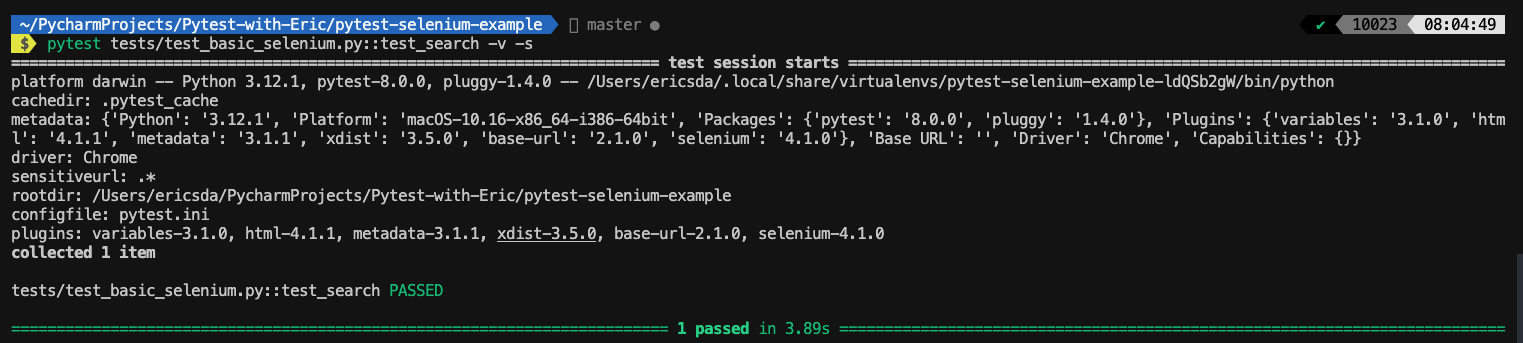 ~/PycharmProjects/Pytest-with-Eric/pytest-selenium-example master ● ✔ 10023 08:04:49
$ pytest tests/test_basic_selenium.py::test_search -v -s
======================================================================== test session starts =========================================================================
platform darwin -- Python 3.12.1, pytest-8.0.0, pluggy-1.4.0 -- /Users/ericsda/.local/share/virtualenvs/pytest-selenium-example-ldQSb2gW/bin/python
cachedir: .pytest_cache
metadata: {'Python': '3.12.1', 'Platform': 'macOS-10.16-x86_64-i386-64bit', 'Packages': {'pytest': '8.0.0', 'pluggy': '1.4.0'}, 'Plugins': {'variables': '3.1.0', 'htm
l': '4.1.1', 'metadata': '3.1.1', 'xdist': '3.5.0', 'base-url': '2.1.0', 'selenium': '4.1.0'}, 'Base URL': '', 'Driver': 'Chrome', 'Capabilities': {}}
driver: Chrome
sensitiveurl: .*
rootdir: /Users/ericsda/PycharmProjects/Pytest-with-Eric/pytest-selenium-example
configfile: pytest.ini
plugins: variables-3.1.0, html-4.1.1, metadata-3.1.1, xdist-3.5.0, base-url-2.1.0, selenium-4.1.0
collected 1 item
tests/test_basic_selenium.py::test_search PASSED
========================================================================= 1 passed in 3.89s ==========================================================================